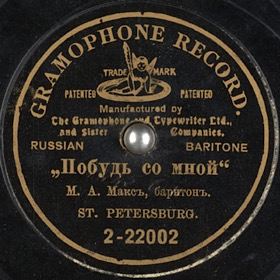 GRAMOPHONE RECORD.
TRADE MARK
PATENTED PATENTED
Manufactured by
The Gramophone and Typewriter Ltd.,
and Sister Companies.
RUSSIAN BARITONE
„Побудь со мной“
М. А. Максъ, баритонъ.
ST. PETERSBURG.
2-22002